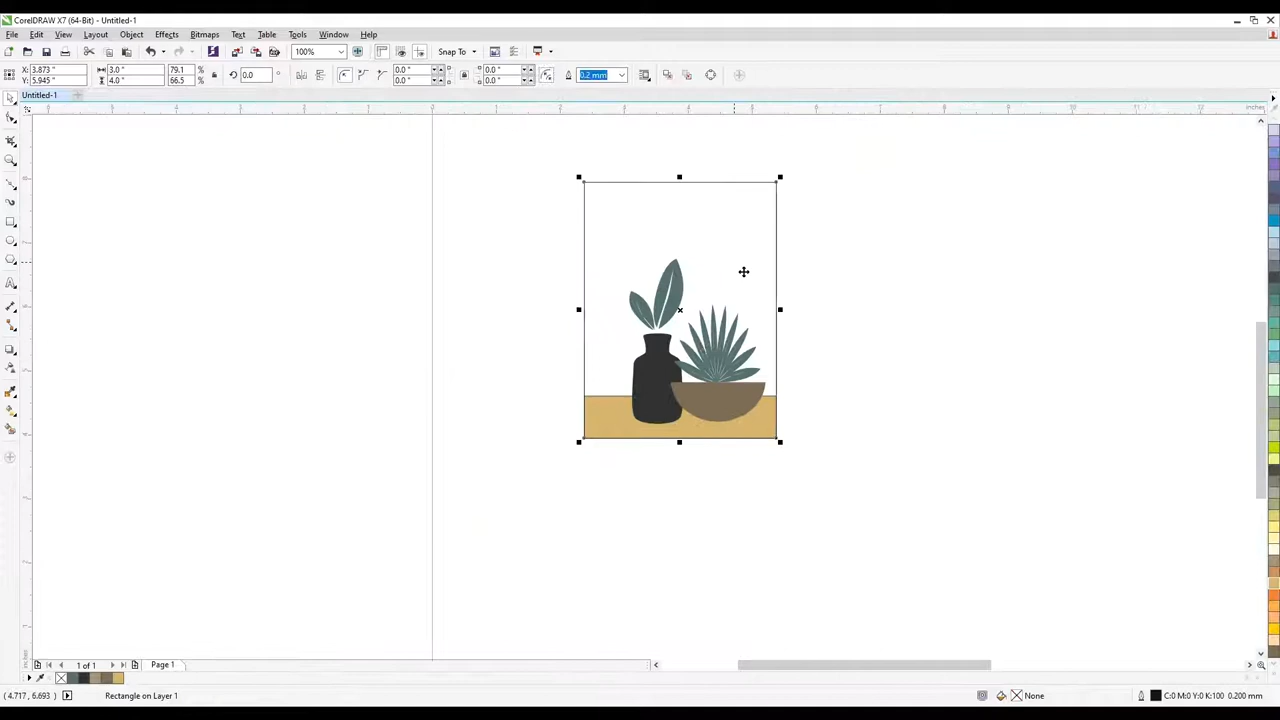 CorelDRAW X7 (64-Bit) - Untitled-1
File Edit View Layout Object Effects Bitmaps Text Table Tools Window Help
100% Snap To
X: 3.873 " 3.0 " 79.1 % 0.0 0.0 " 0.0 " 0.2 mm
Y: 5.945 " 4.0 " 66.5 % 0.0 " 0.0 "
Untitled-1
inches
1 of 1 Page 1
( 4.717 , 6.693 ) Rectangle on Layer 1 None C:0 M:0 Y:0 K:100 0.200 mm